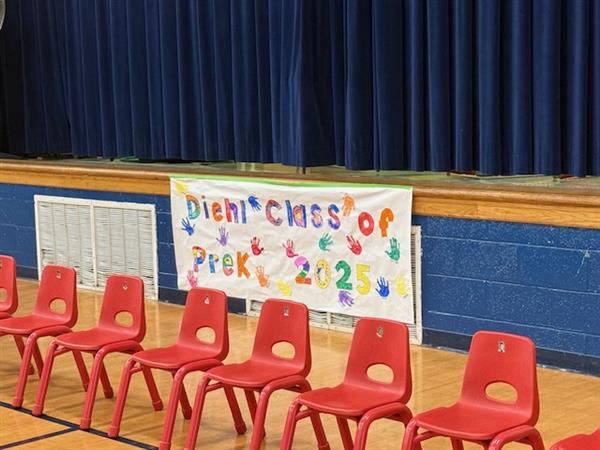 Diehl Class of
PreK 2025